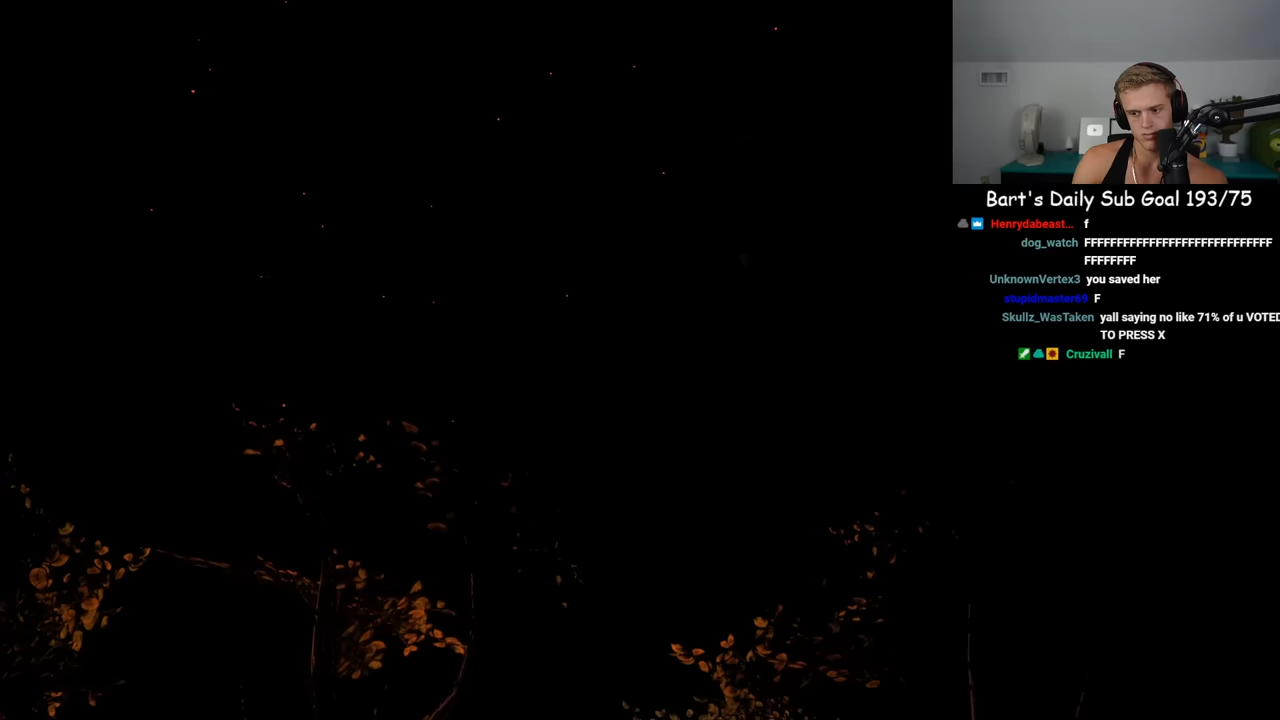 Bart's Daily Sub Goal 193/75
Henrydabeast... f
dog_watch FFFFFFFFFFFFFFFFFFFFFFFFFFFFF
FFFFFFFF
UnknownVertex3 you saved her
stupidmaster69 F
Skullz_WasTaken yall saying no like 71% of u VOTED
TO PRESS X
Cruzivall F